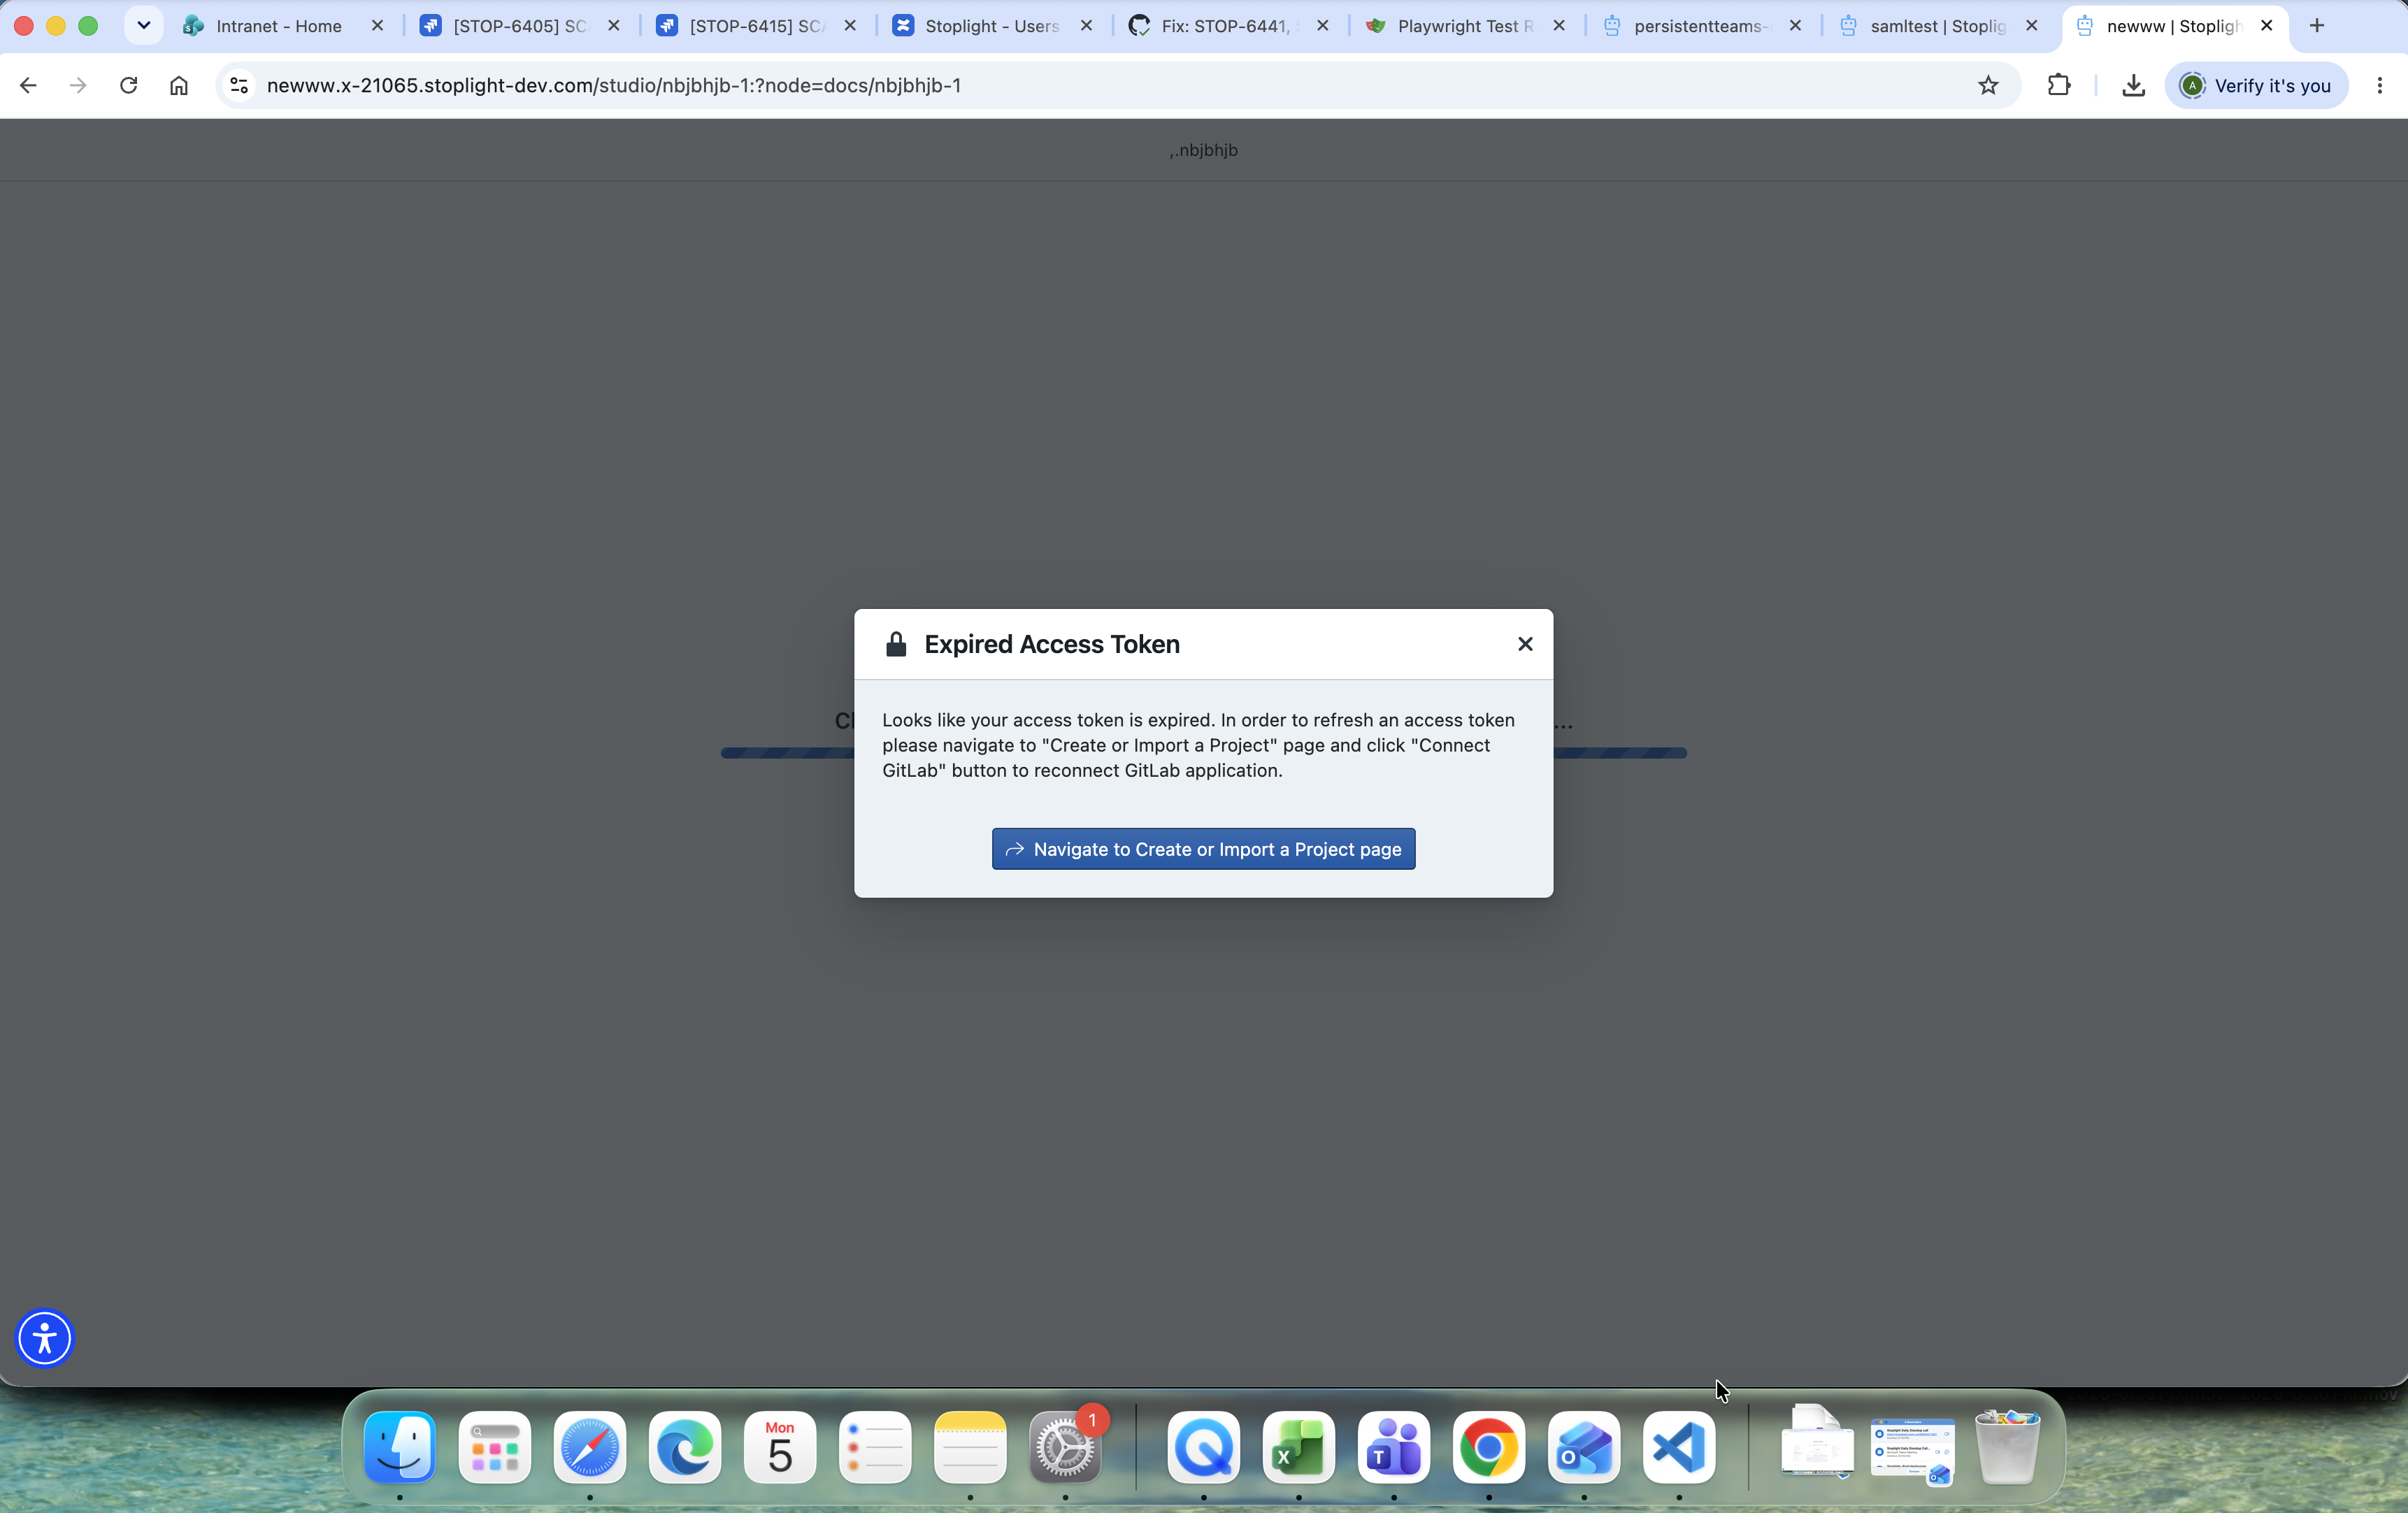 Intranet - Home
[STOP-6405] SC
[STOP-6415] SC
Stoplight - Users
Fix: STOP-6441,
Playwright Test R
persistentteams-
samltest | Stoplig
newww | Stopligh
newww.x-21065.stoplight-dev.com/studio/nbjbhjb-1:?node=docs/nbjbhjb-1
A
Verify it's you
,.nbjbhjb
Expired Access Token
Looks like your access token is expired. In order to refresh an access token
please navigate to "Create or Import a Project" page and click "Connect
GitLab" button to reconnect GitLab application.
...
Navigate to Create or Import a Project page
Mon
5
1
X
T
O